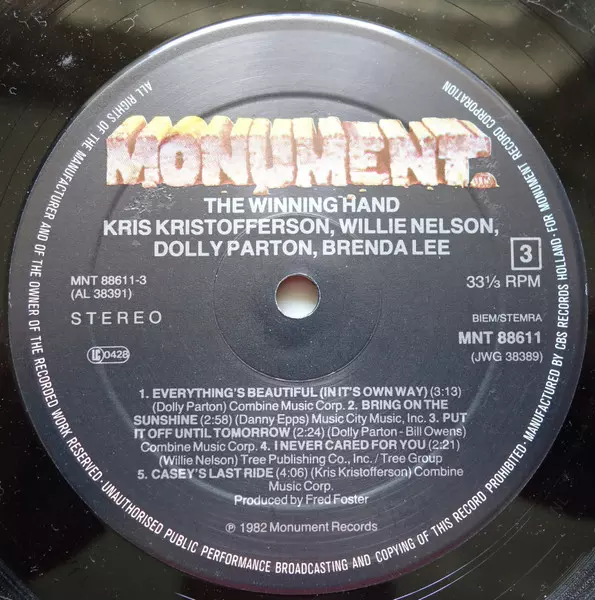 MONUMENT.
THE WINNING HAND
KRIS KRISTOFFERSON, WILLIE NELSON,
DOLLY PARTON, BRENDA LEE
3
MNT 88611-3
(AL 38391)
33⅓ RPM
STEREO
BIEM/STEMRA
MNT 88611
(JWG 38389)
LC 0428
1. EVERYTHING'S BEAUTIFUL (IN IT'S OWN WAY) (3:13)
(Dolly Parton) Combine Music Corp. 2. BRING ON THE
SUNSHINE (2:58) (Danny Epps) Music City Music, Inc. 3. PUT
IT OFF UNTIL TOMORROW (2:24) (Dolly Parton - Bill Owens)
Combine Music Corp. 4. I NEVER CARED FOR YOU (2:21)
(Willie Nelson) Tree Publishing Co., Inc. / Tree Group
5. CASEY'S LAST RIDE (4:06) (Kris Kristofferson) Combine
Music Corp.
Produced by Fred Foster
℗ 1982 Monument Records
ALL RIGHTS OF THE MANUFACTURER AND OF THE OWNER OF THE RECORDED WORK RESERVED · UNAUTHORISED PUBLIC PERFORMANCE BROADCASTING AND COPYING OF THIS RECORD PROHIBITED · MANUFACTURED BY CBS RECORDS HOLLAND · FOR MONUMENT RECORD CORPORATION